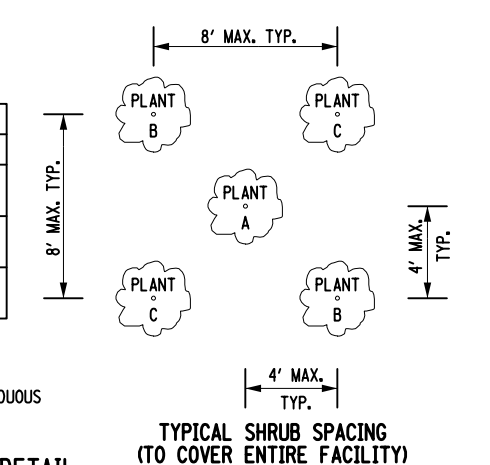 8' MAX. TYP.
PLANT
B
PLANT
C
8' MAX. TYP.
PLANT
A
4' MAX.
TYP.
PLANT
C
PLANT
B
4' MAX.
TYP.
TYPICAL SHRUB SPACING
(TO COVER ENTIRE FACILITY)